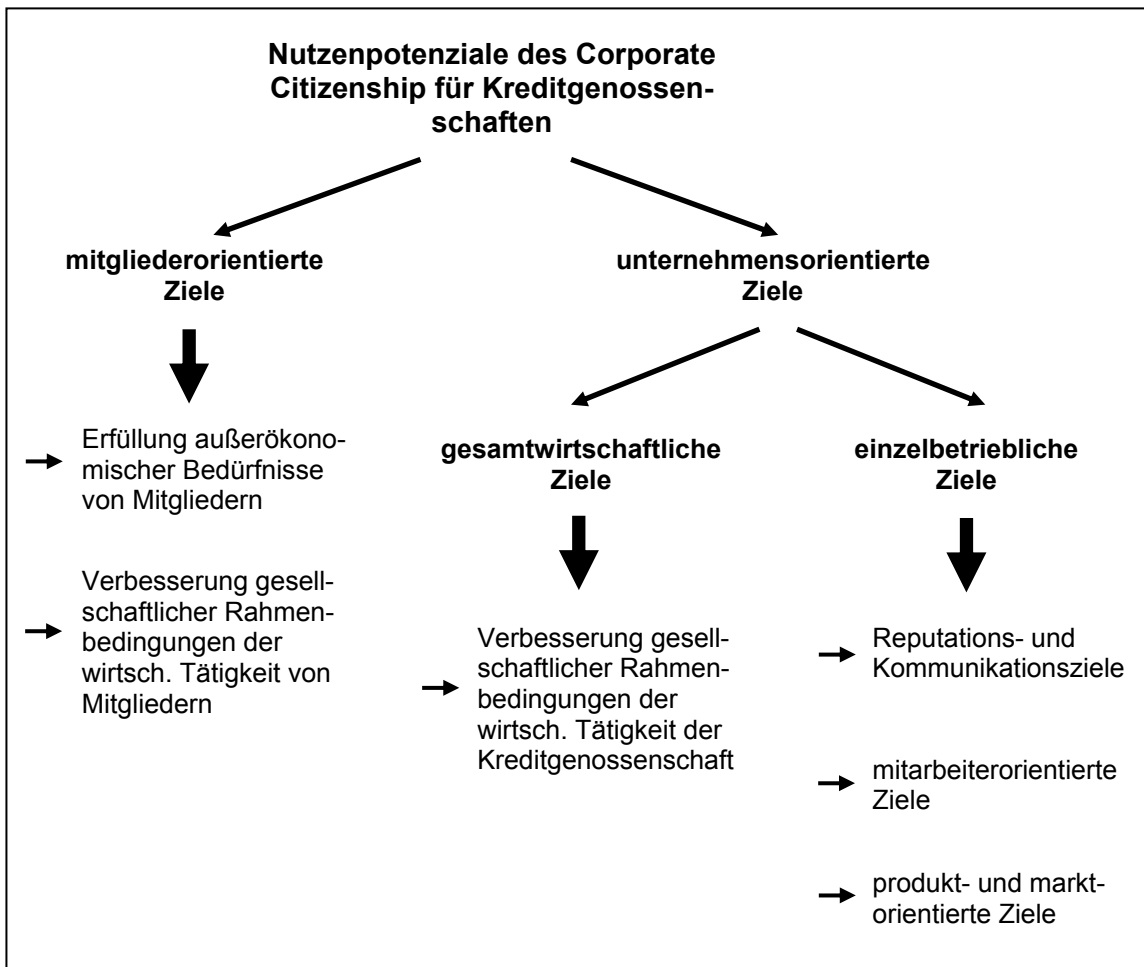 Nutzenpotenziale des Corporate
Citizenship für Kreditgenossen-
schaften
mitgliederorientierte
Ziele
unternehmensorientierte
Ziele
Erfüllung außerökono-
mischer Bedürfnisse
von Mitgliedern
Verbesserung gesell-
schaftlicher Rahmen-
bedingungen der
wirtsch. Tätigkeit von
Mitgliedern
gesamtwirtschaftliche
Ziele
Verbesserung gesell-
schaftlicher Rahmen-
bedingungen der
wirtsch. Tätigkeit der
Kreditgenossenschaft
einzelbetriebliche
Ziele
Reputations- und
Kommunikationsziele
mitarbeiterorientierte
Ziele
produkt- und markt-
orientierte Ziele